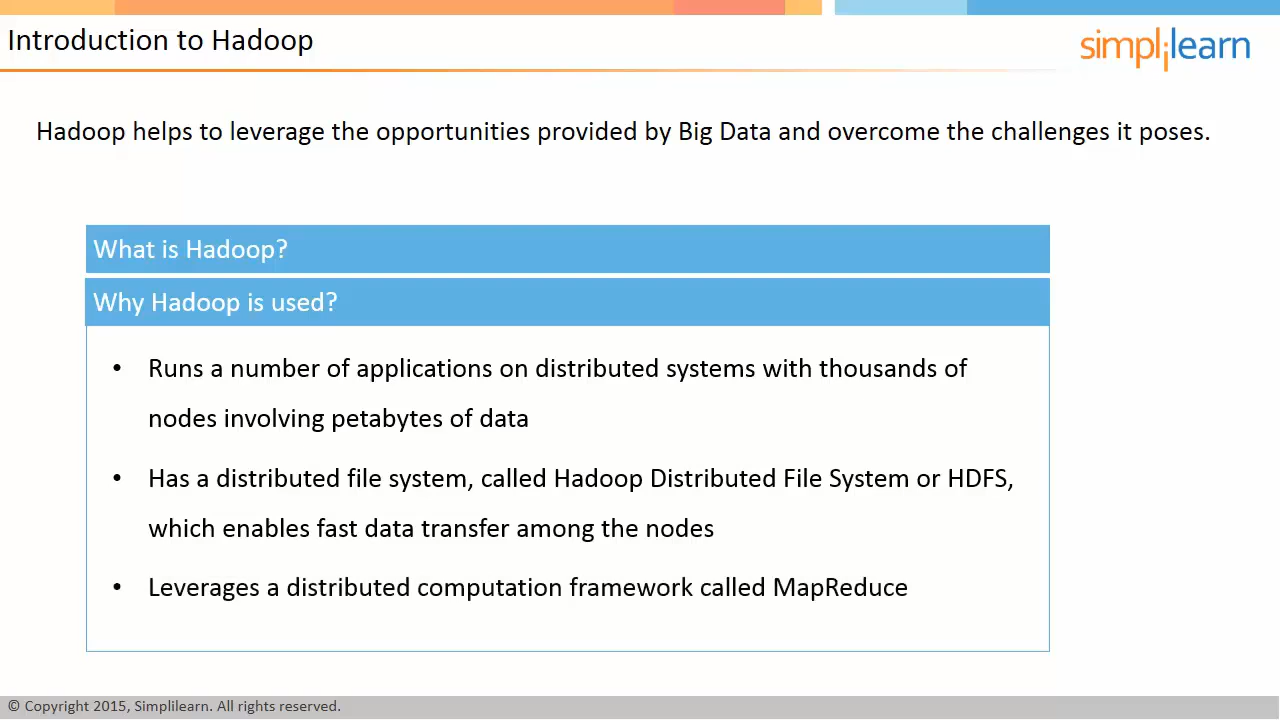 Introduction to Hadoop
simplilearn
Hadoop helps to leverage the opportunities provided by Big Data and overcome the challenges it poses.
What is Hadoop?
Why Hadoop is used?
• Runs a number of applications on distributed systems with thousands of
nodes involving petabytes of data
• Has a distributed file system, called Hadoop Distributed File System or HDFS,
which enables fast data transfer among the nodes
• Leverages a distributed computation framework called MapReduce
© Copyright 2015, Simplilearn. All rights reserved.